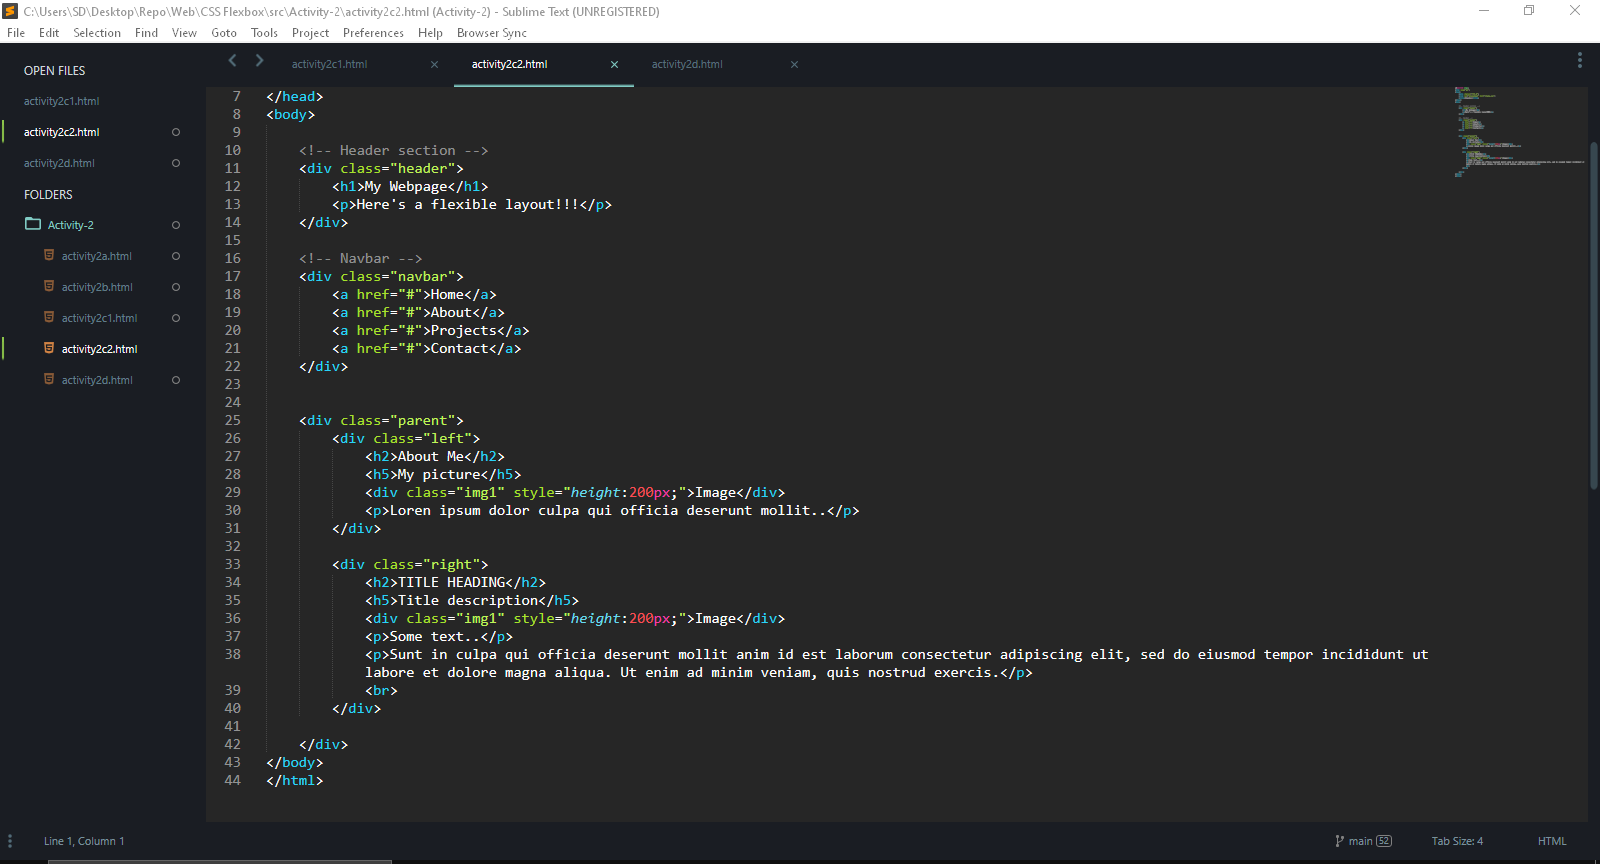 C:\Users\SD\Desktop\Repo\Web\CSS Flexbox\src\Activity-2\activity2c2.html (Activity-2) - Sublime Text (UNREGISTERED)
File Edit Selection Find View Goto Tools Project Preferences Help Browser Sync
OPEN FILES
activity2c1.html
activity2c2.html
activity2d.html
FOLDERS
Activity-2
activity2a.html
activity2b.html
activity2c1.html
activity2c2.html
activity2d.html
activity2c1.html activity2c2.html activity2d.html
7 </head>
8 <body>
9
10 <!-- Header section -->
11 <div class="header">
12 <h1>My Webpage</h1>
13 <p>Here's a flexible layout!!!</p>
14 </div>
15
16 <!-- Navbar -->
17 <div class="navbar">
18 <a href="#">Home</a>
19 <a href="#">About</a>
20 <a href="#">Projects</a>
21 <a href="#">Contact</a>
22 </div>
23
24
25 <div class="parent">
26 <div class="left">
27 <h2>About Me</h2>
28 <h5>My picture</h5>
29 <div class="img1" style="height:200px;">Image</div>
30 <p>Loren ipsum dolor culpa qui officia deserunt mollit..</p>
31 </div>
32
33 <div class="right">
34 <h2>TITLE HEADING</h2>
35 <h5>Title description</h5>
36 <div class="img1" style="height:200px;">Image</div>
37 <p>Some text..</p>
38 <p>Sunt in culpa qui officia deserunt mollit anim id est laborum consectetur adipiscing elit, sed do eiusmod tempor incididunt ut
labore et dolore magna aliqua. Ut enim ad minim veniam, quis nostrud exercis.</p>
39 <br>
40 </div>
41
42 </div>
43 </body>
44 </html>
Line 1, Column 1 main 52 Tab Size: 4 HTML